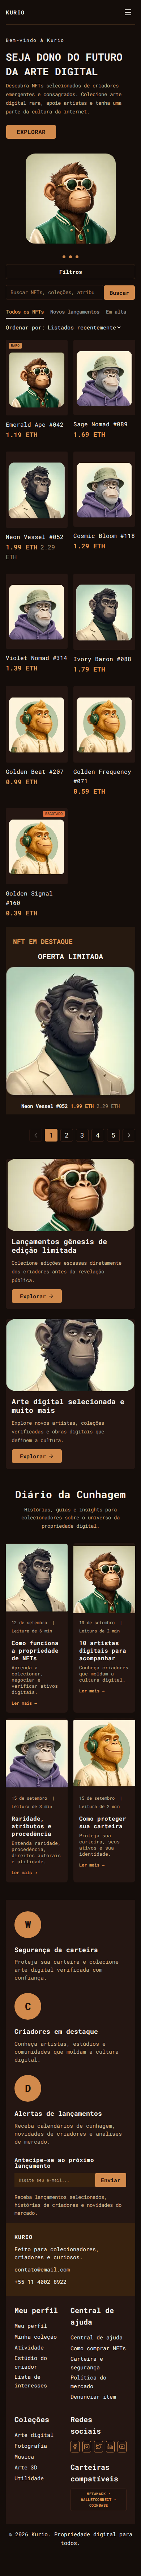 KURIO
Bem-vindo à Kurio
SEJA DONO DO FUTURO
DA ARTE DIGITAL
Descubra NFTs selecionados de criadores
emergentes e consagrados. Colecione arte
digital rara, apoie artistas e tenha uma
parte da cultura da internet.
EXPLORAR
Filtros
Buscar NFTs, coleções, atribu
Buscar
Todos os NFTs Novos lançamentos Em alta
Ordenar por: Listados recentemente
RARO
Emerald Ape #042
1.19 ETH
Sage Nomad #089
1.69 ETH
Neon Vessel #052
1.99 ETH 2.29
ETH
Cosmic Bloom #118
1.29 ETH
Violet Nomad #314
1.39 ETH
Ivory Baron #088
1.79 ETH
Golden Beat #207
0.99 ETH
Golden Frequency
#071
0.59 ETH
Golden Signal
#160
0.39 ETH
NFT EM DESTAQUE
OFERTA LIMITADA
Neon Vessel #052 1.99 ETH 2.29 ETH
1 2 3 4 5
Lançamentos gênesis de
edição limitada
Colecione edições escassas diretamente
dos criadores antes da revelação
pública.
Explorar →
Arte digital selecionada e
muito mais
Explore novos artistas, coleções
verificadas e obras digitais que
definem a cultura.
Explorar →
Diário da Cunhagem
Histórias, guias e insights para
colecionadores sobre o universo da
propriedade digital.
12 de setembro |
Leitura de 6 min
Como funciona
a propriedade
de NFTs
Aprenda a
colecionar,
negociar e
verificar ativos
digitais.
Ler mais →
13 de setembro |
Leitura de 2 min
10 artistas
digitais para
acompanhar
Conheça criadores
que moldam a
cultura digital.
Ler mais →
15 de setembro |
Leitura de 3 min
Raridade,
atributos e
procedência
Entenda raridade,
procedência,
direitos autorais
e utilidade.
Ler mais →
15 de setembro |
Leitura de 2 min
Como proteger
sua carteira
Proteja sua
carteira, seus
ativos e sua
identidade.
Ler mais →
W
Segurança da carteira
Proteja sua carteira e colecione
arte digital verificada com
confiança.
C
Criadores em destaque
Conheça artistas, estúdios e
comunidades que moldam a cultura
digital.
D
Alertas de lançamentos
Receba calendários de cunhagem,
novidades de criadores e análises
de mercado.
Antecipe-se ao próximo
lançamento
Digite seu e-mail...
Enviar
Receba lançamentos selecionados,
histórias de criadores e novidades do
mercado.
KURIO
Feito para colecionadores,
criadores e curiosos.
contato@email.com
+55 11 4002 8922
Meu perfil
Meu perfil
Minha coleção
Atividade
Estúdio do
criador
Lista de
interesses
Central de
ajuda
Central de ajuda
Como comprar NFTs
Carteira e
segurança
Política do
mercado
Denunciar item
Coleções
Arte digital
Fotografia
Música
Arte 3D
Utilidade
Redes
sociais
Carteiras
compatíveis
METAMASK ·
WALLETCONNECT ·
COINBASE
© 2026 Kurio. Propriedade digital para
todos.